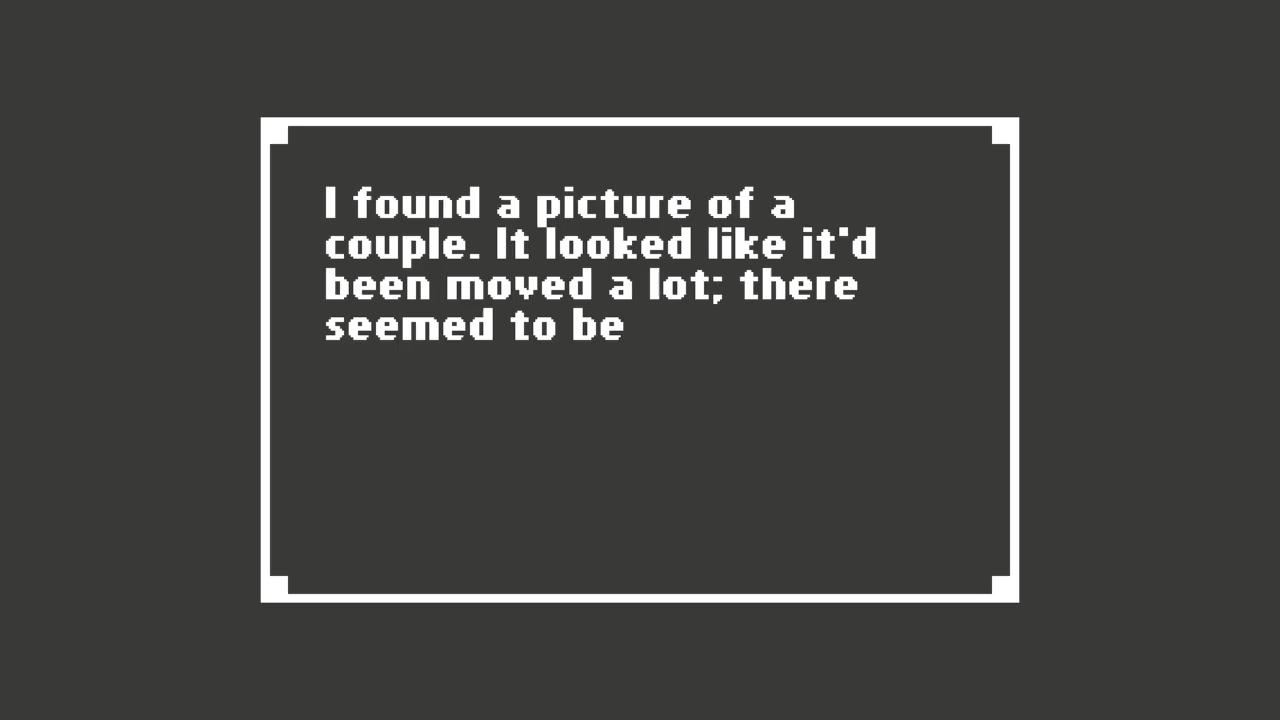 I found a picture of a
couple. It looked like it'd
been moved a lot; there
seemed to be